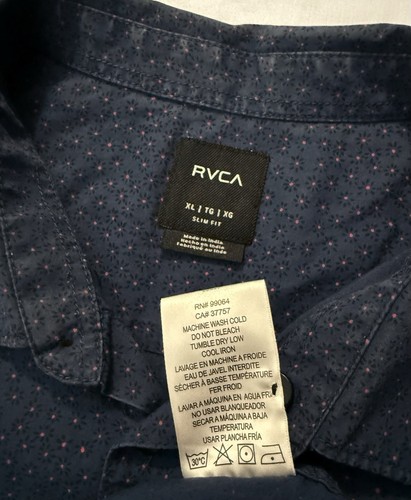 RVCA
XL | TG | XG
SLIM FIT
Made in India
Hecho en India
Fabriqué au Inde
RN# 99064
CA# 37757
MACHINE WASH COLD
DO NOT BLEACH
TUMBLE DRY LOW
COOL IRON
LAVAGE EN MACHINE A FROIDE
EAU DE JAVEL INTERDITE
SÉCHER À BASSE TEMPÉRATURE
FER FROID
LAVAR A MÁQUINA EN AGUA FRI
NO USAR BLANQUEADOR
SECAR A MÁQUINA A BAJA
TEMPERATURA
USAR PLANCHA FRÍA
30°C